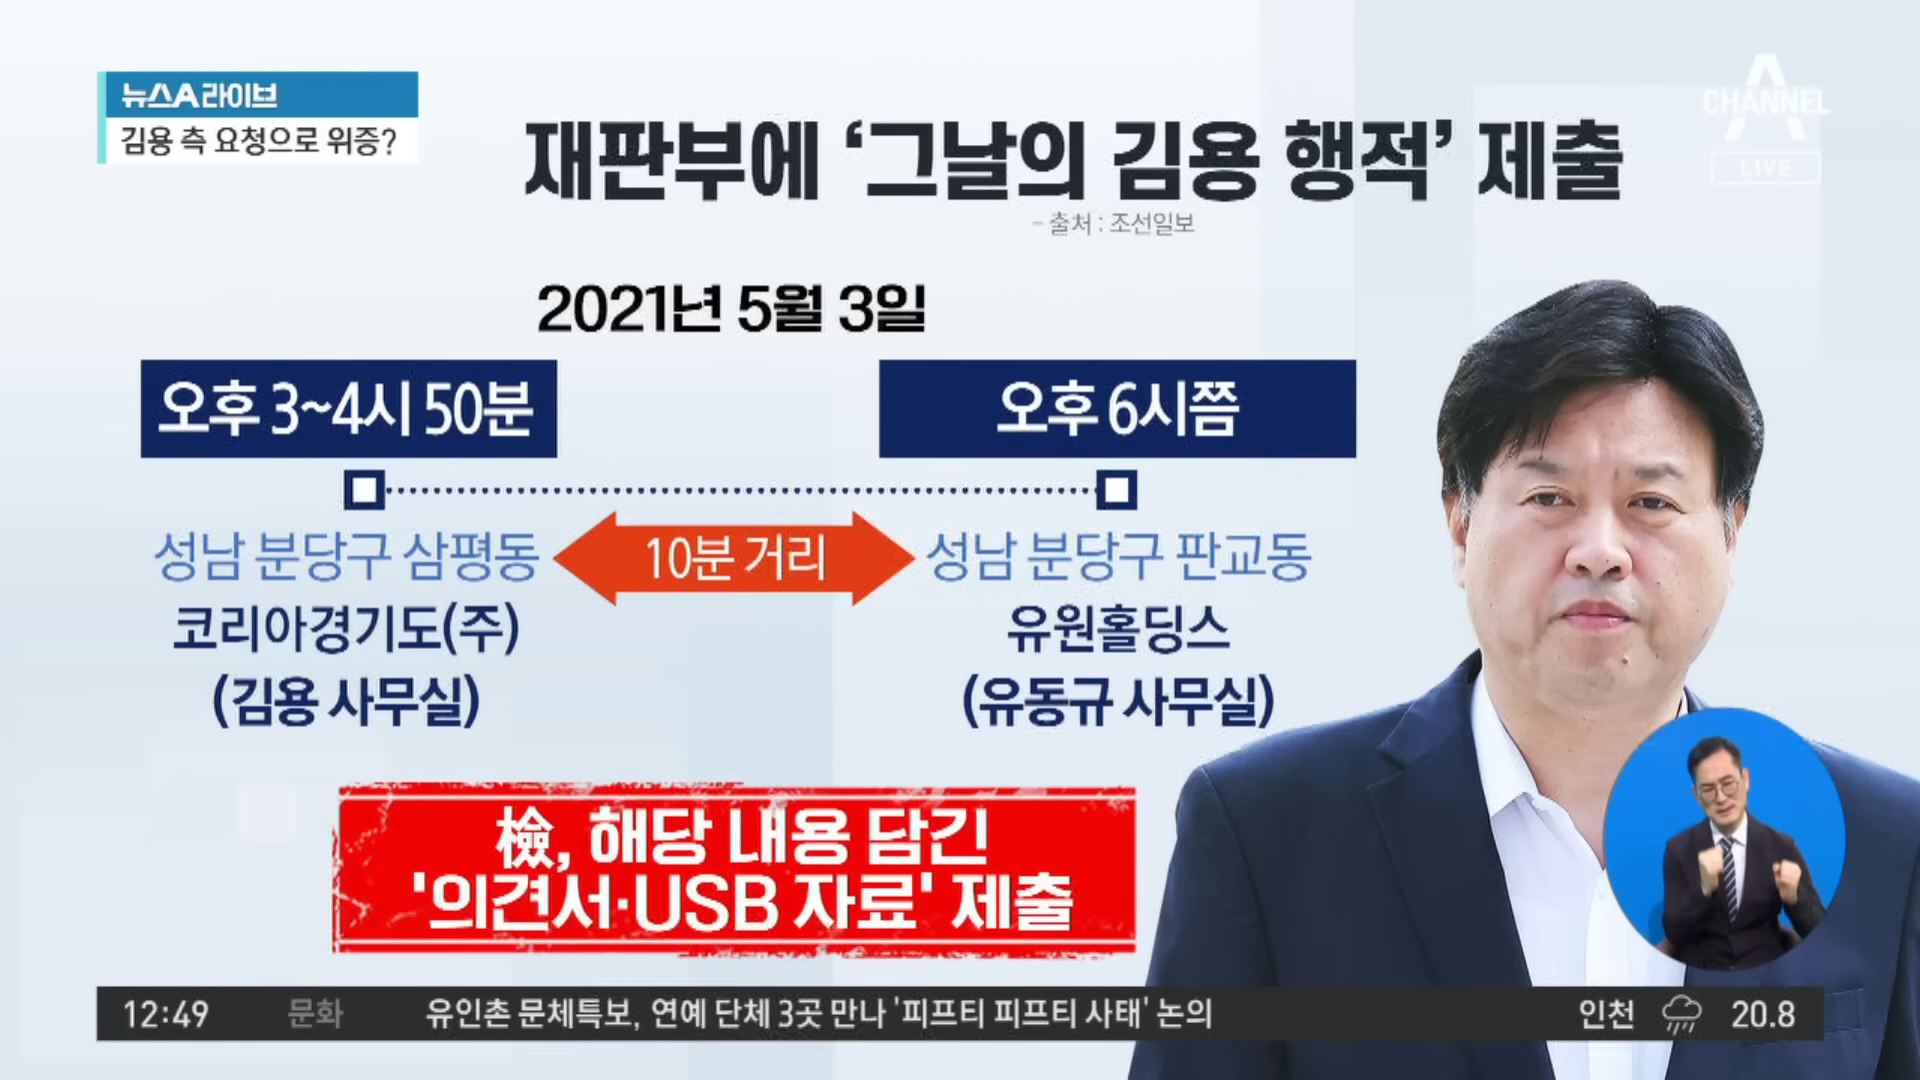 뉴스A라이브
김용 측 요청으로 위증?
CHANNEL A
LIVE
재판부에 ‘그날의 김용 행적’ 제출
- 출처 : 조선일보
2021년 5월 3일
오후 3~4시 50분
오후 6시쯤
성남 분당구 삼평동
10분 거리
성남 분당구 판교동
코리아경기도(주)
유원홀딩스
(김용 사무실)
(유동규 사무실)
檢, 해당 내용 담긴
'의견서·USB 자료' 제출
12:49 문화 유인촌 문체특보, 연예 단체 3곳 만나 '피프티 피프티 사태' 논의 인천 20.8